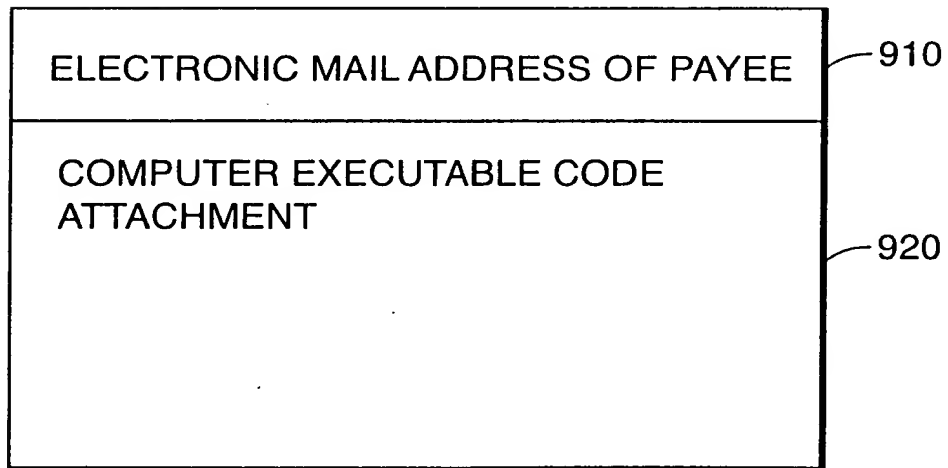 ELECTRONIC MAIL ADDRESS OF PAYEE
910
COMPUTER EXECUTABLE CODE
ATTACHMENT
920